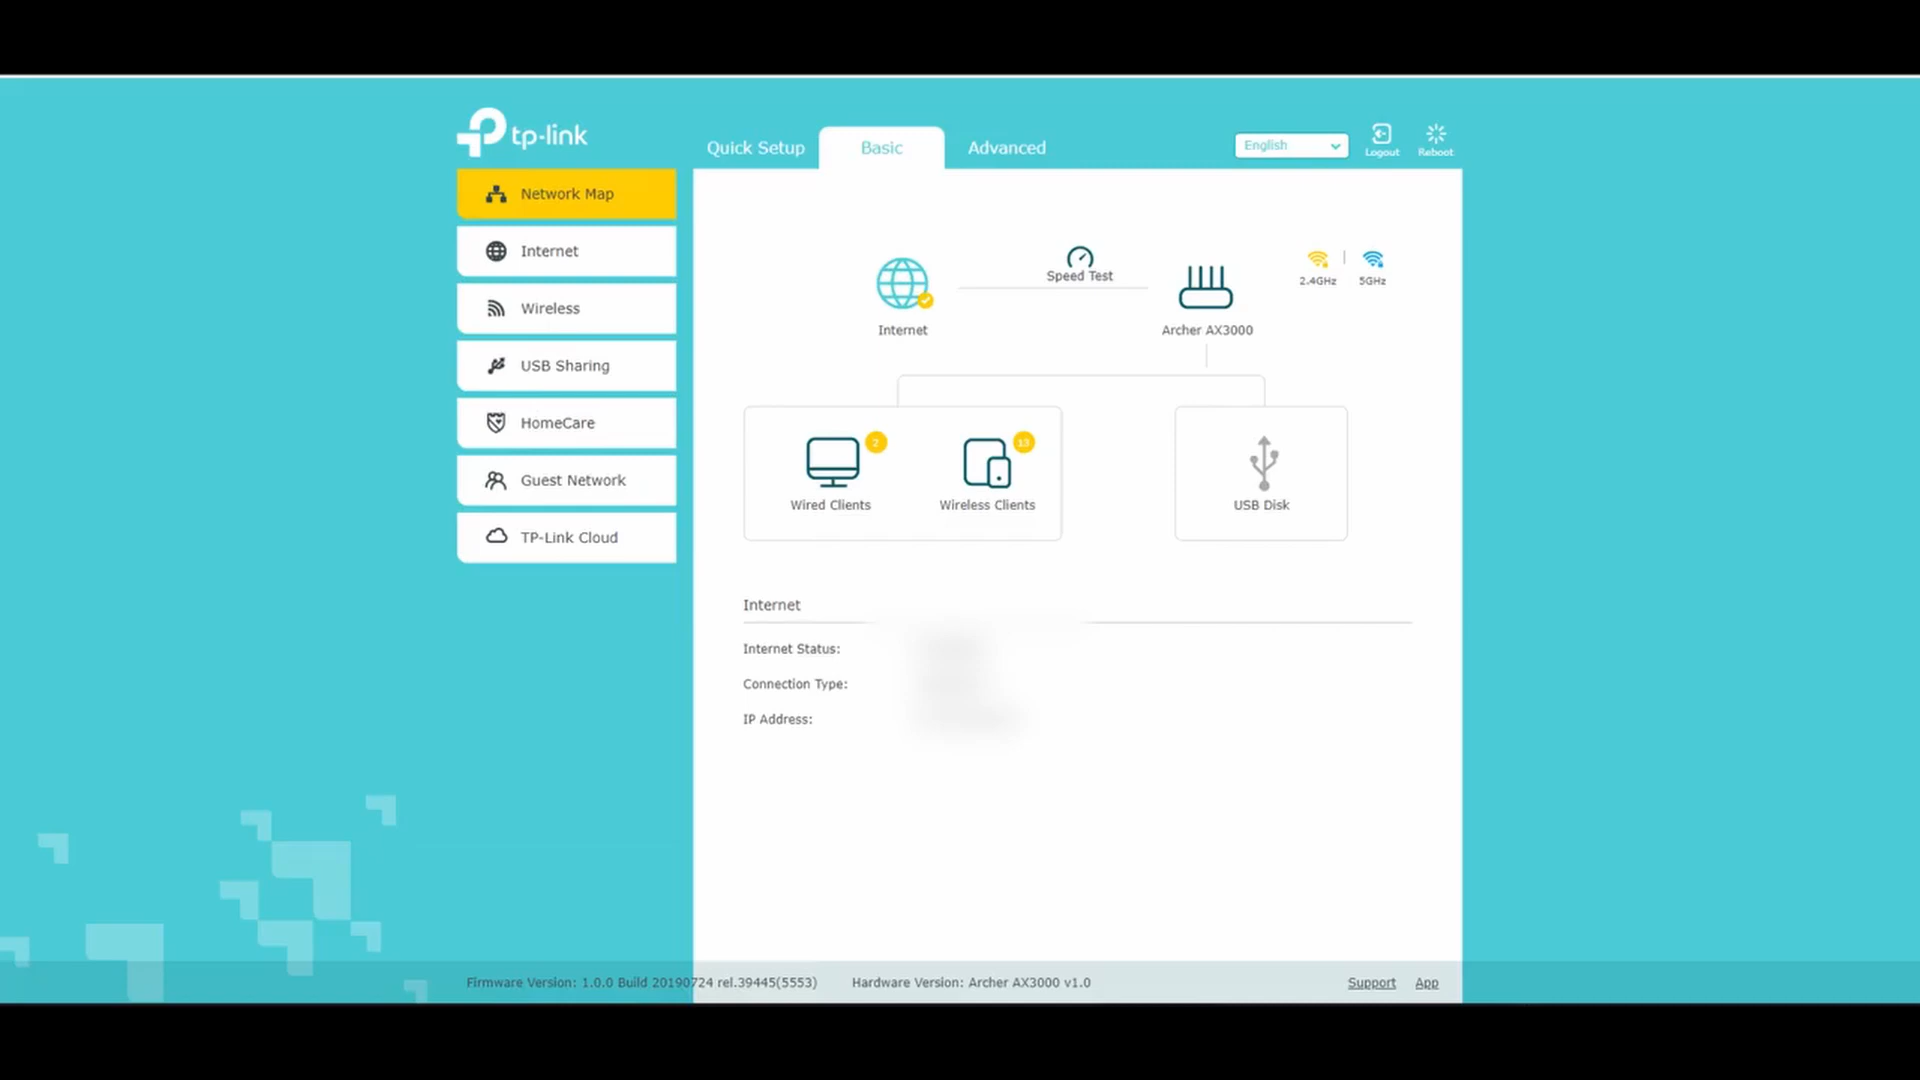 tp-link
Quick Setup
Basic
Advanced
English
Logout
Reboot
Network Map
Internet
Wireless
USB Sharing
HomeCare
Guest Network
TP-Link Cloud
Speed Test
2.4GHz
5GHz
Internet
Archer AX3000
2
13
Wired Clients
Wireless Clients
USB Disk
Internet
Internet Status:
Connection Type:
IP Address:
Firmware Version: 1.0.0 Build 20190724 rel.39445(5553)
Hardware Version: Archer AX3000 v1.0
Support
App